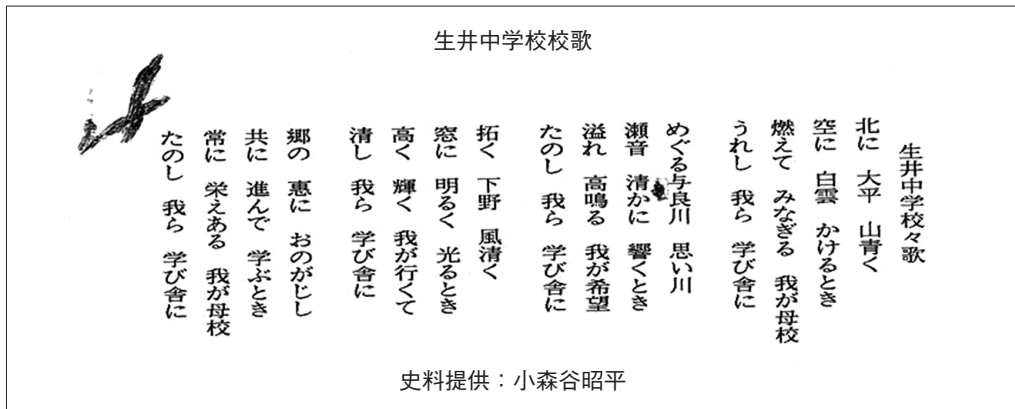 生井中学校校歌
生井中学校々歌
北に 大平 山青く
空に 白雲 かけるとき
燃えて みなぎる 我が母校
うれし 我ら 学び舎に
めぐる与良川 思い川
瀬音 清かに 響くとき
溢れ 高鳴る 我が希望
たのし 我ら 学び舎に
拓く 下野 風清く
窓に 明るく 光るとき
高く 輝く 我が行くて
清し 我ら 学び舎に
郷の 恵に おのがじし
共に 進んで 学ぶとき
常に 栄えある 我が母校
たのし 我ら 学び舎に
史料提供：小森谷昭平